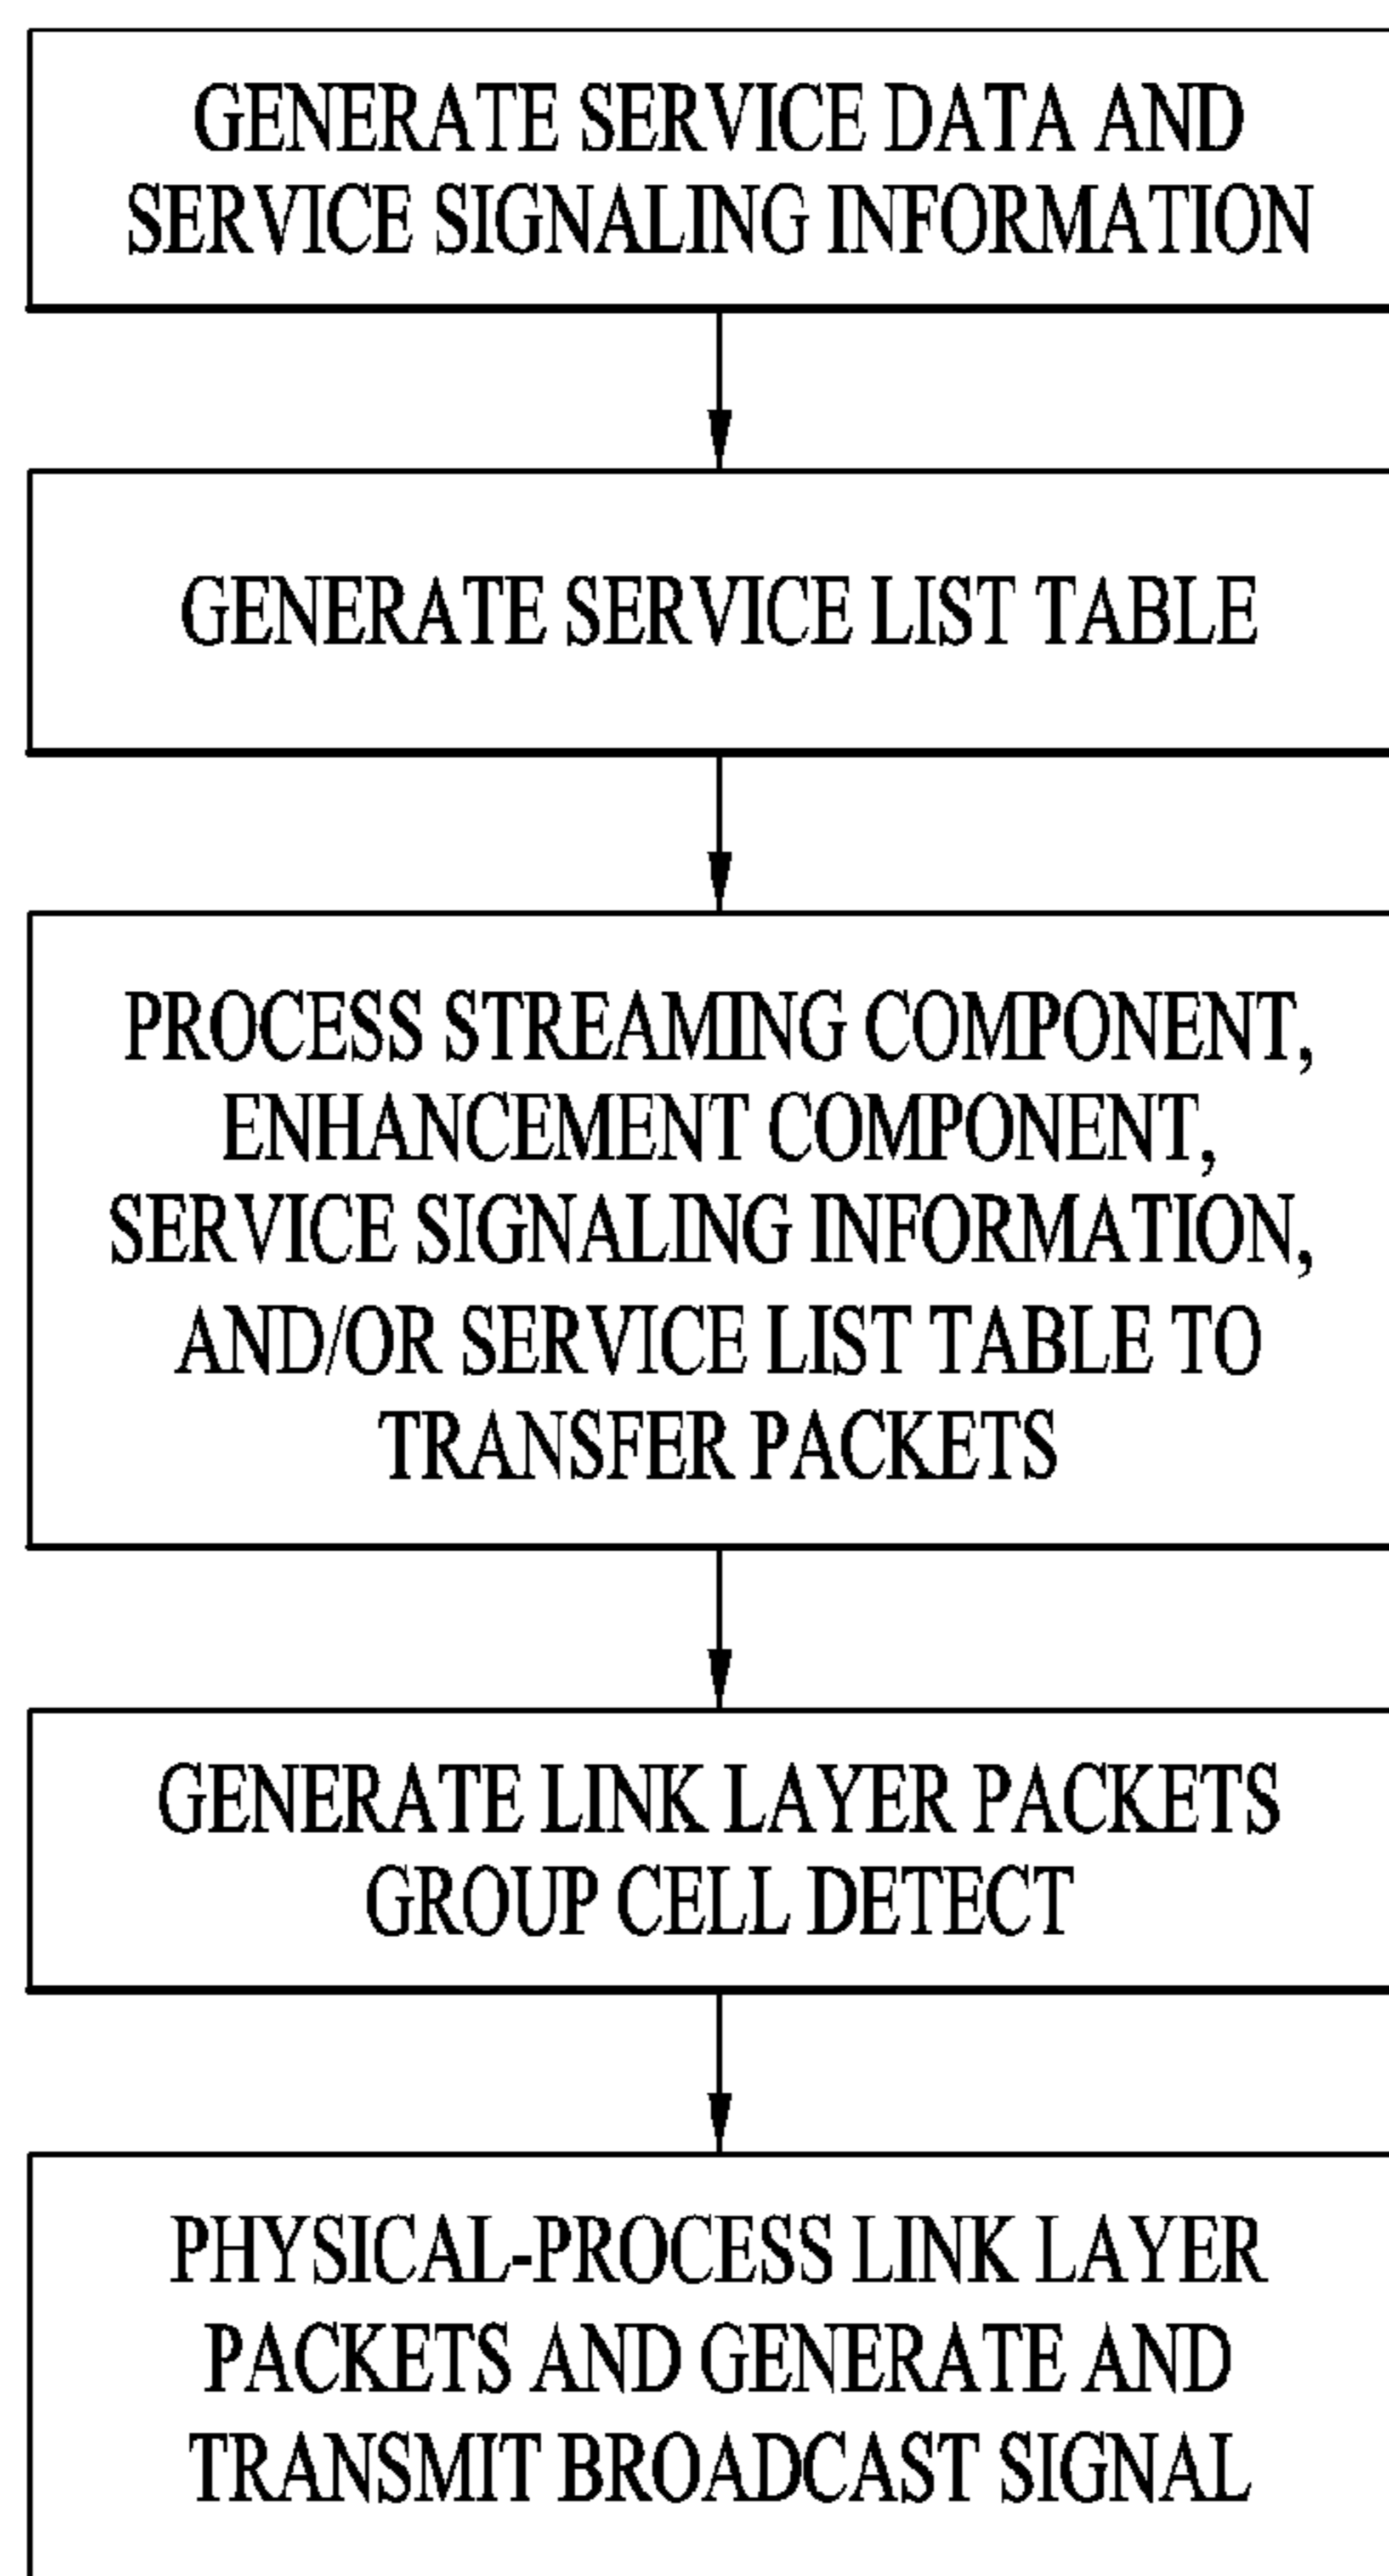 GENERATE SERVICE DATA AND
SERVICE SIGNALING INFORMATION
GENERATE SERVICE LIST TABLE
PROCESS STREAMING COMPONENT,
ENHANCEMENT COMPONENT,
SERVICE SIGNALING INFORMATION,
AND/OR SERVICE LIST TABLE TO
TRANSFER PACKETS
GENERATE LINK LAYER PACKETS
GROUP CELL DETECT
PHYSICAL-PROCESS LINK LAYER
PACKETS AND GENERATE AND
TRANSMIT BROADCAST SIGNAL